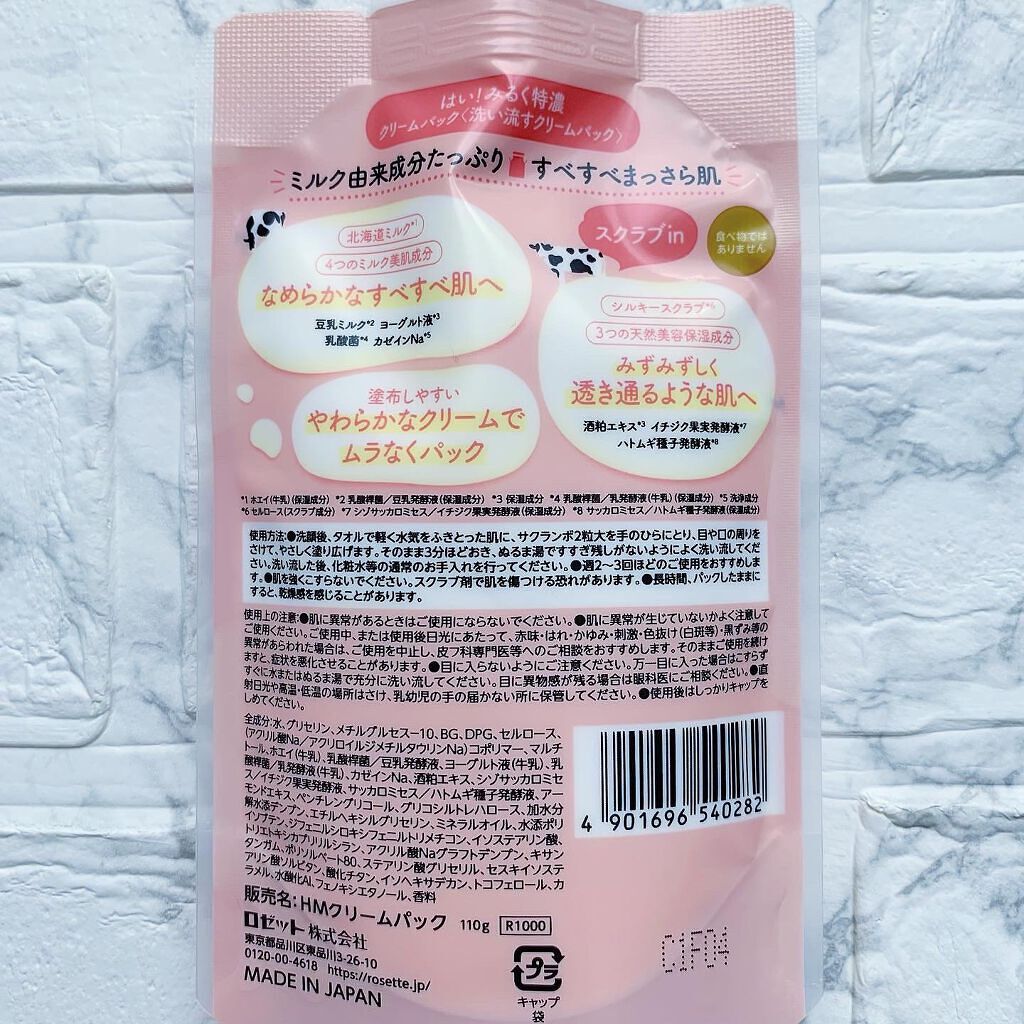 はい!みるく特濃
クリームパック〈洗い流すクリームパック〉
ミルク由来成分たっぷり すべすべまっさら肌
北海道ミルク*1
4つのミルク美肌成分
なめらかなすべすべ肌へ
豆乳ミルク*2 ヨーグルト液*3
乳酸菌*4 カゼインNa*5
スクラブin
食べ物では
ありません
シルキースクラブ*6
3つの天然美容保湿成分
みずみずしく
透き通るような肌へ
酒粕エキス*3 イチジク果実発酵液*7
ハトムギ種子発酵液*8
塗布しやすい
やわらかなクリームで
ムラなくパック
*1 ホエイ(牛乳)(保湿成分) *2 乳酸桿菌/豆乳発酵液(保湿成分) *3 保湿成分 *4 乳酸桿菌/乳発酵液(牛乳)(保湿成分) *5 洗浄成分
*6 セルロース(スクラブ成分) *7 シゾサッカロミセス/イチジク果実発酵液(保湿成分) *8 サッカロミセス/ハトムギ種子発酵液(保湿成分)
使用方法:●洗顔後、タオルで軽く水気をふきとった肌に、サクランボ2粒大を手のひらにとり、目や口の周りを
さけて、やさしく塗り広げます。そのまま3分ほどおき、ぬるま湯ですすぎ残しがないようによく洗い流してくだ
さい。洗い流した後、化粧水等の通常のお手入れを行ってください。●週2〜3回ほどのご使用をおすすめしま
す。●肌を強くこすらないでください。スクラブ剤で肌を傷つける恐れがあります。●長時間、パックしたままに
すると、乾燥感を感じることがあります。
使用上の注意:●肌に異常があるときはご使用にならないでください。●肌に異常が生じていないかよく注意して
ご使用ください。ご使用中、または使用後日光にあたって、赤味・はれ・かゆみ・刺激・色抜け(白斑等)・黒ずみ等の
異常があらわれた場合は、ご使用を中止し、皮フ科専門医等へのご相談をおすすめします。そのままご使用を続け
ますと、症状を悪化させることがあります。●目に入らないようにご注意ください。万一目に入った場合はこすらず
すぐに水またはぬるま湯で充分に洗い流してください。目に異物感が残る場合は眼科医にご相談ください。●直
射日光や高温・低温の場所はさけ、乳幼児の手の届かない所に保管してください。●使用後はしっかりキャップを
しめてください。
全成分:水、グリセリン、メチルグルセス-10、BG、DPG、セルロース、
(アクリル酸Na/アクリロイルジメチルタウリンNa)コポリマー、マルチ
トール、ホエイ(牛乳)、乳酸桿菌/豆乳発酵液、ヨーグルト液(牛乳)、乳
酸桿菌/乳発酵液(牛乳)、カゼインNa、酒粕エキス、シゾサッカロミセ
ス/イチジク果実発酵液、サッカロミセス/ハトムギ種子発酵液、アー
モンドエキス、ペンチレングリコール、グリコシルトレハロース、加水分
解水添デンプン、エチルヘキシルグリセリン、ミネラルオイル、水添ポリ
イソブテン、ジフェニルシロキシフェニルトリメチコン、イソステアリン酸、
トリエトキシカプリリルシラン、アクリル酸Naグラフトデンプン、キサン
タンガム、ポリソルベート80、ステアリン酸グリセリル、セスキイソステ
アリン酸ソルビタン、酸化チタン、イソヘキサデカン、トコフェロール、カ
ラメル、水酸化Al、フェノキシエタノール、香料
4 901696 540282
販売名:HMクリームパック 110g R1000
ロゼット株式会社
東京都品川区東品川3-26-10
0120-00-4618 https://rosette.jp/
MADE IN JAPAN
プラ
キャップ
袋
C1F04